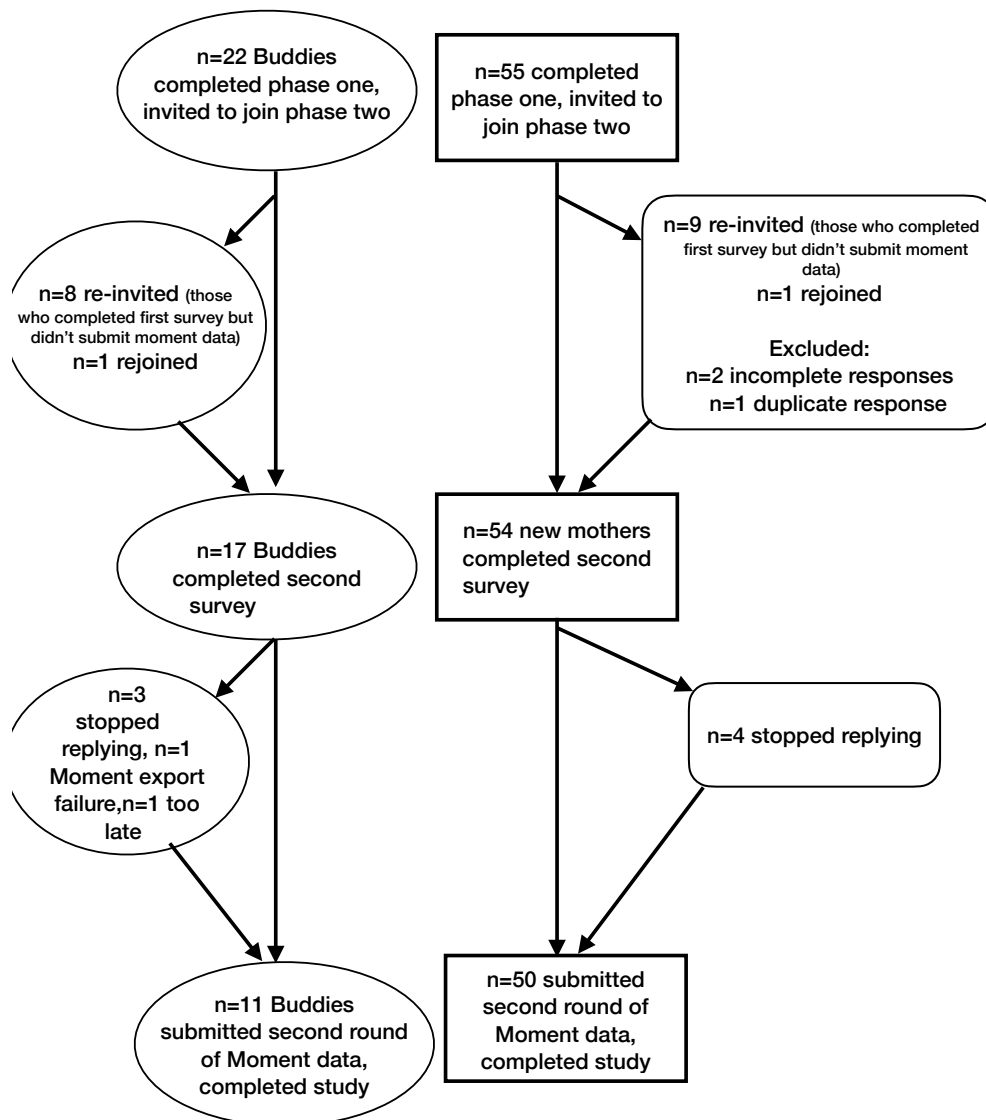 n=22 Buddies
completed phase one,
invited to join phase two
n=55 completed
phase one, invited to
join phase two
n=8 re-invited (those
who completed first survey but
didn't submit moment data)
n=1 rejoined
n=9 re-invited (those who completed
first survey but didn't submit moment
data)
n=1 rejoined
Excluded:
n=2 incomplete responses
n=1 duplicate response
n=17 Buddies
completed second
survey
n=54 new mothers
completed second
survey
n=3
stopped
replying, n=1
Moment export
failure,n=1 too
late
n=4 stopped replying
n=11 Buddies
submitted second round
of Moment data,
completed study
n=50 submitted
second round of
Moment data,
completed study